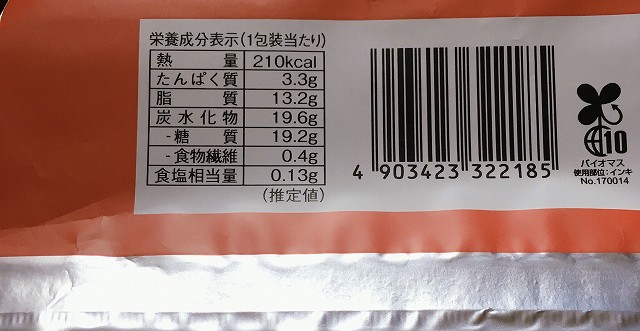 栄養成分表示(1包装当たり)
熱量 210kcal
たんぱく質 3.3g
脂質 13.2g
炭水化物 19.6g
-糖質 19.2g
-食物繊維 0.4g
食塩相当量 0.13g
(推定値)
4 903423 322185
Bio
バイオマス
使用部位:インキ
No.170014